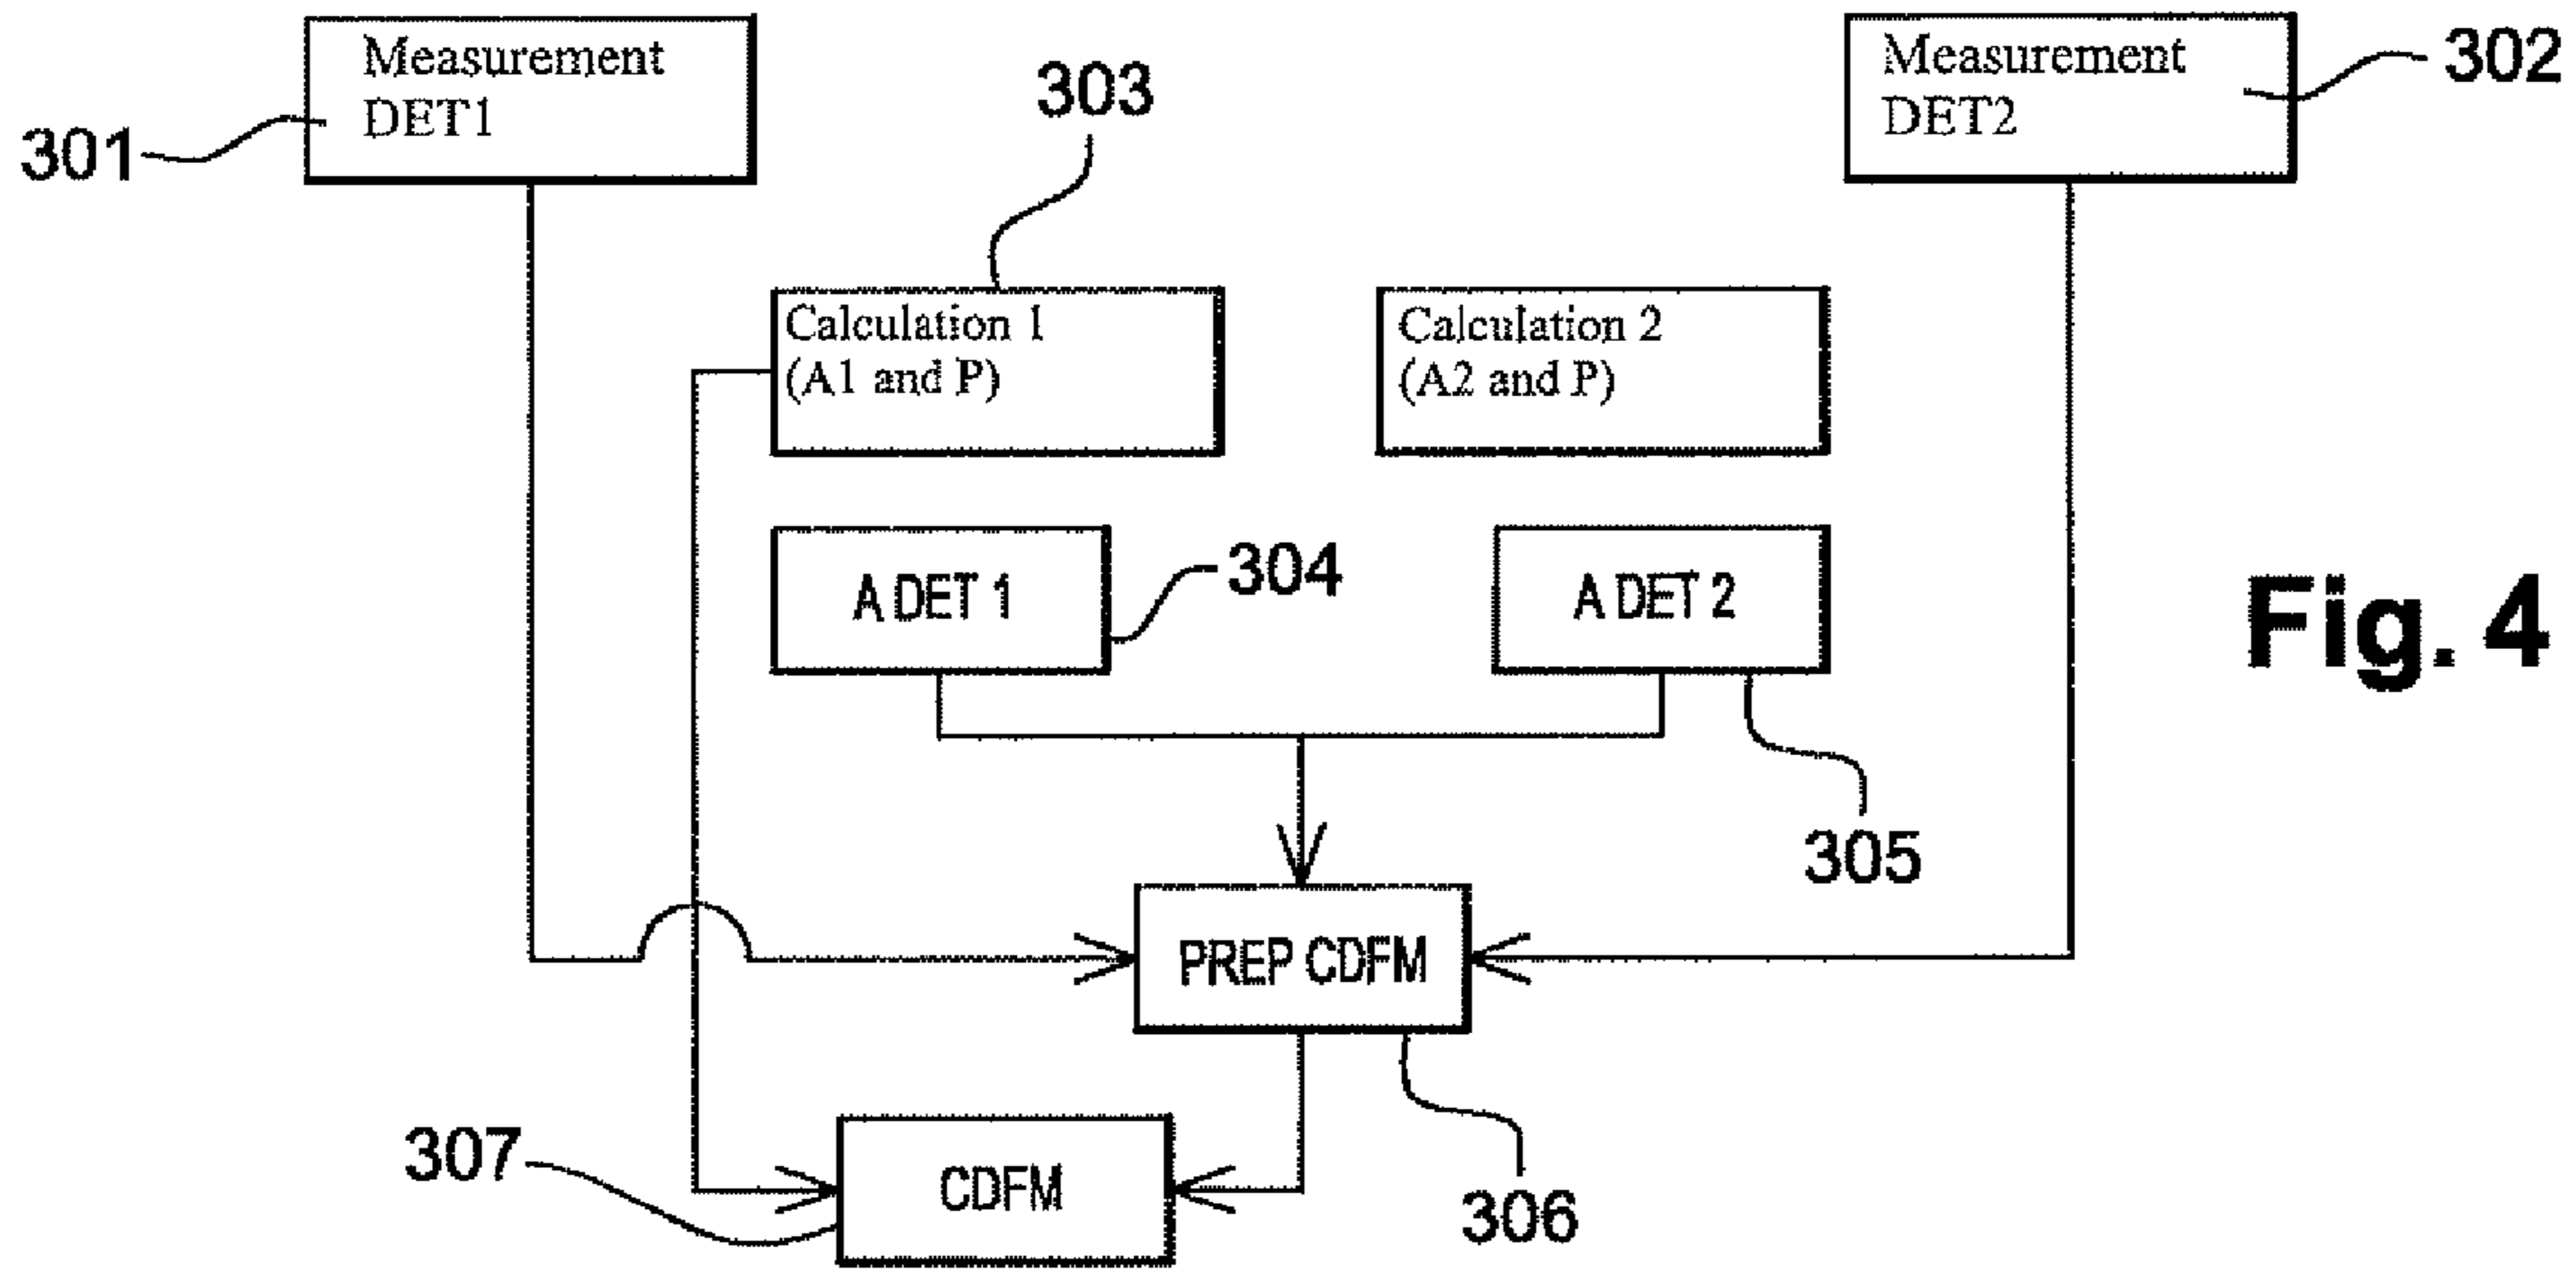 Measurement
DET1
301
Measurement
DET2
302
303
Calculation 1
(A1 and P)
Calculation 2
(A2 and P)
A DET 1
304
A DET 2
305
Fig. 4
PREP CDFM
306
CDFM
307